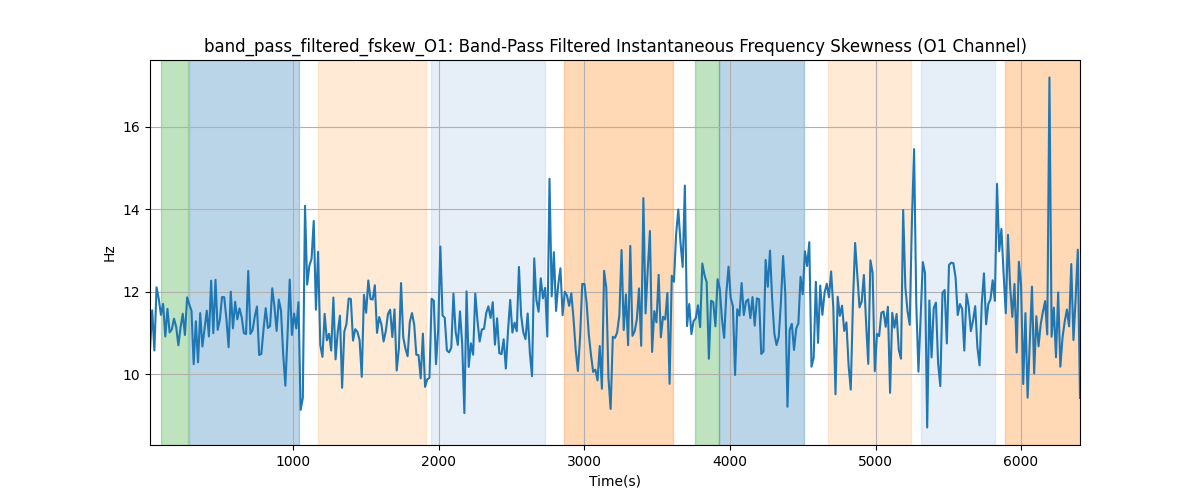 band_pass_filtered_fskew_O1: Band-Pass Filtered Instantaneous Frequency Skewness (O1 Channel)
16
14
12
10
Hz
1000 2000 3000 4000 5000 6000
Time(s)